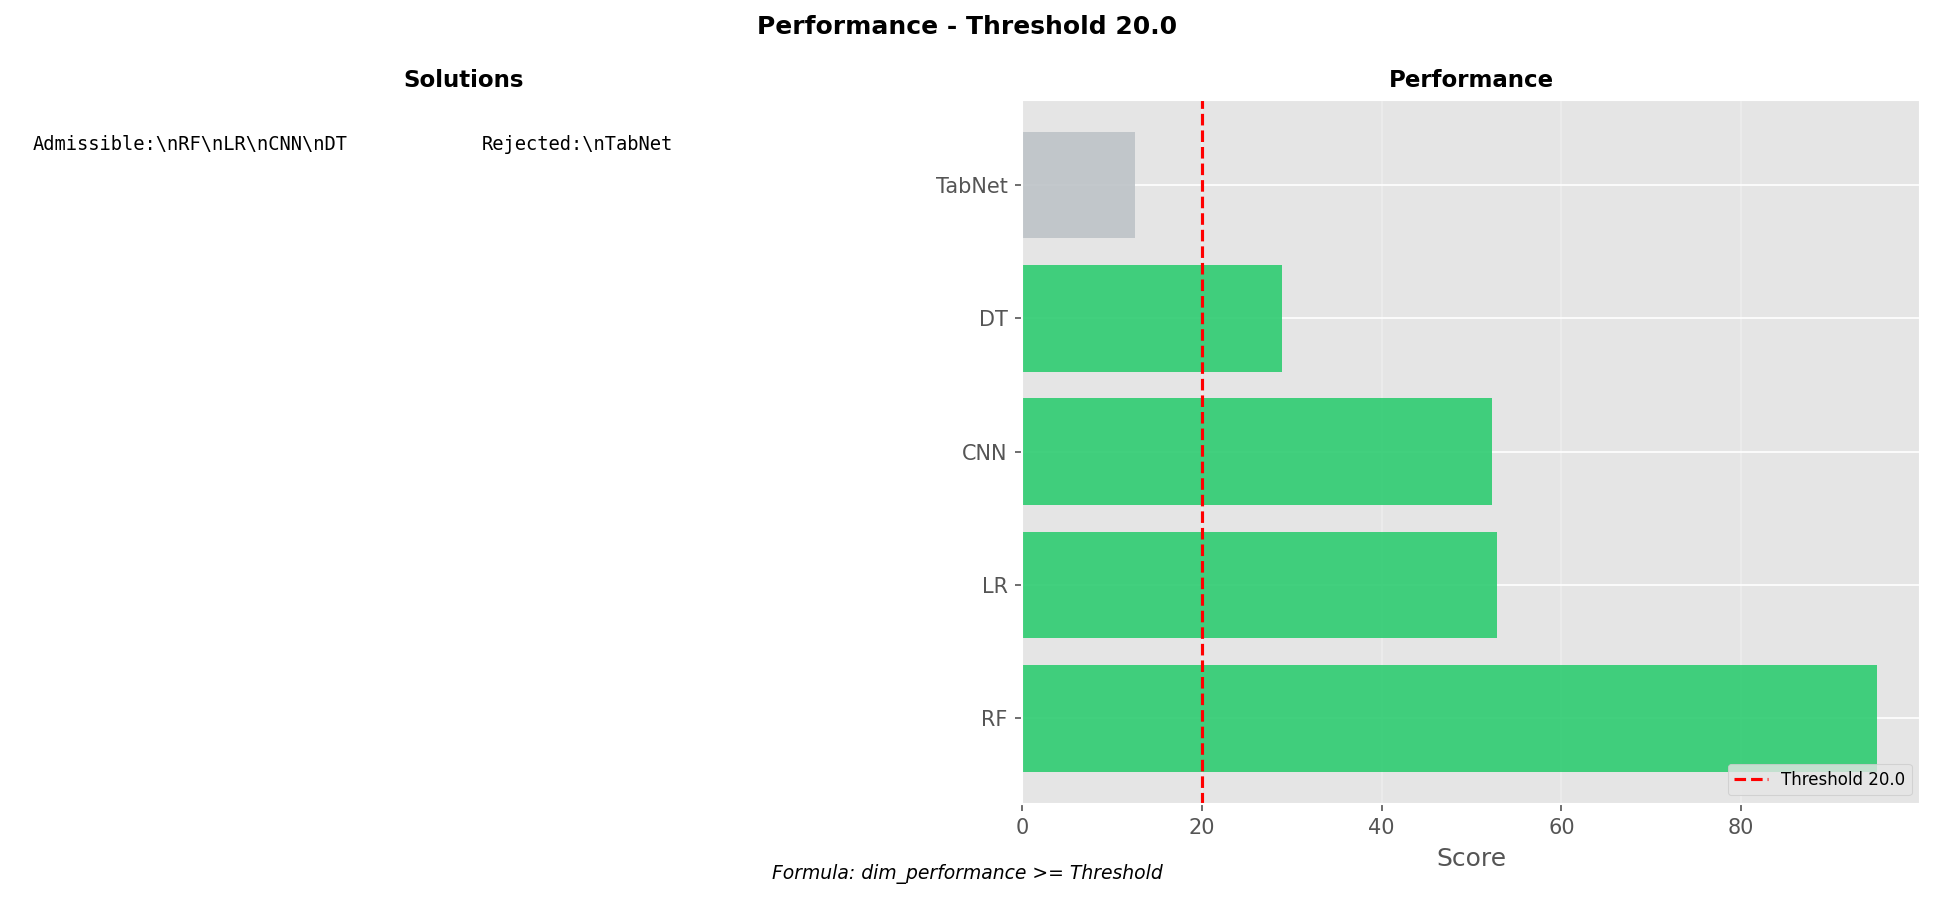 Performance - Threshold 20.0
Solutions
Admissible:\nRF\nLR\nCNN\nDT
Rejected:\nTabNet
Performance
TabNet
DT
CNN
LR
RF
Threshold 20.0
0 20 40 60 80
Score
Formula: dim_performance >= Threshold